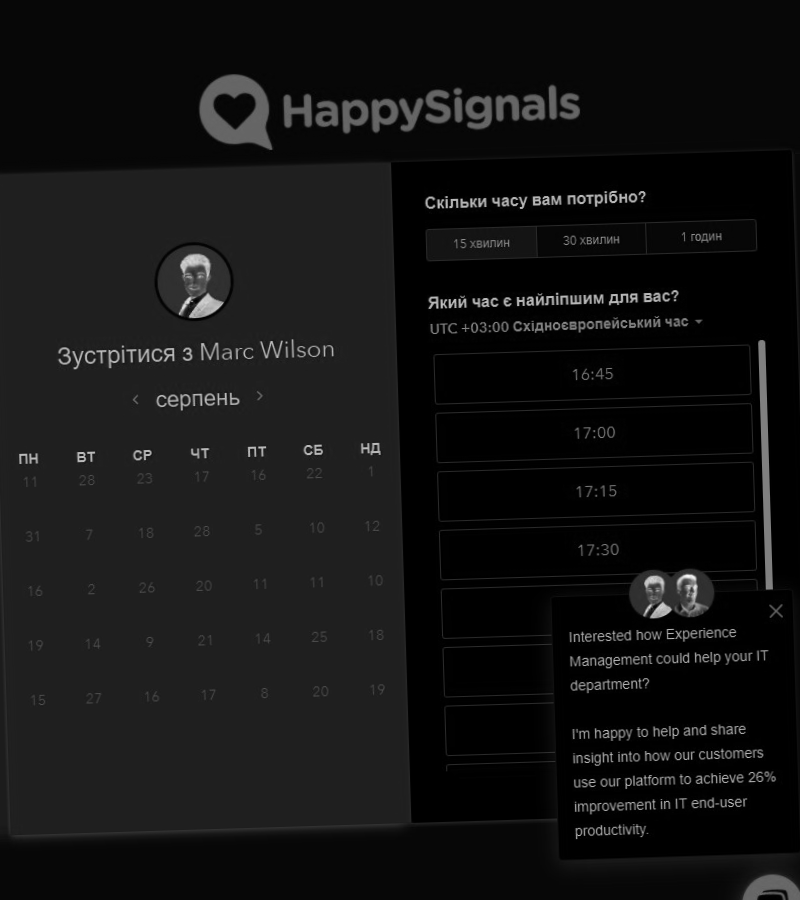 HappySignals
Зустрітися з Marc Wilson
серпень
ПН ВТ СР ЧТ ПТ СБ НД
11 28 23 17 16 22 1
31 7 18 28 5 10 12
16 2 26 20 11 11 10
19 14 9 21 14 25 18
15 27 16 17 8 20 19
Скільки часу вам потрібно?
15 хвилин 30 хвилин 1 годин
Який час є найліпшим для вас?
UTC +03:00 Східноєвропейський час
16:45
17:00
17:15
17:30
Interested how Experience
Management could help your IT
department?
I'm happy to help and share
insight into how our customers
use our platform to achieve 26%
improvement in IT end-user
productivity.